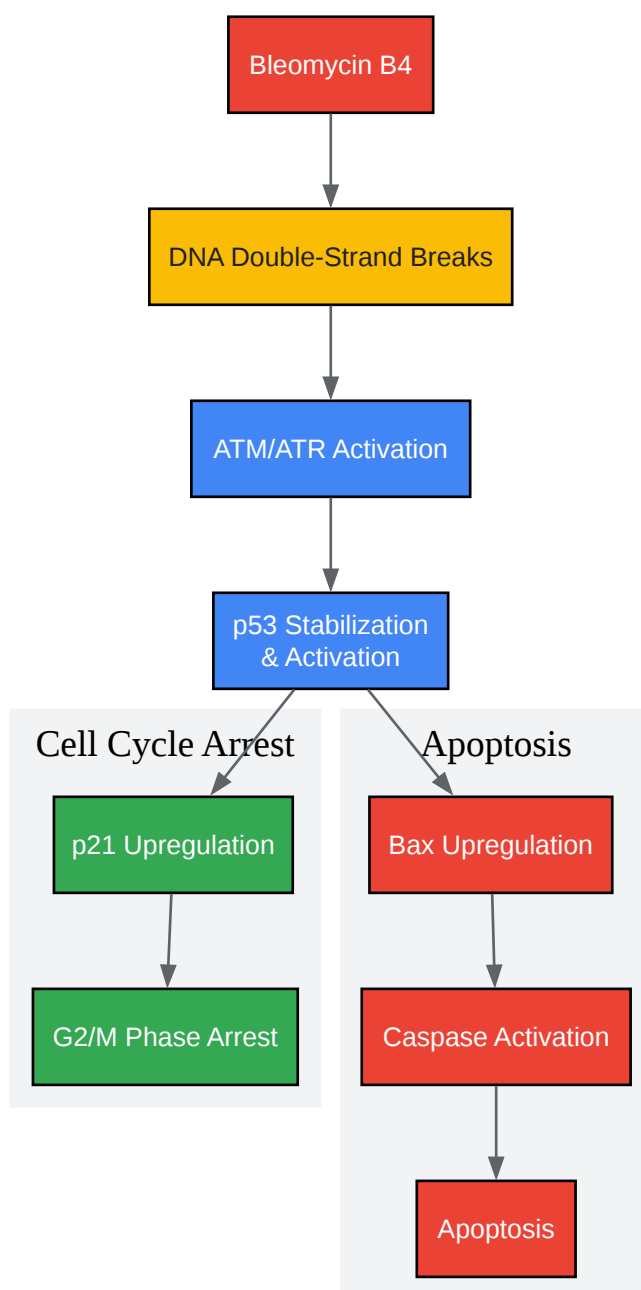 Bleomycin B4
DNA Double-Strand Breaks
ATM/ATR Activation
p53 Stabilization
& Activation
Cell Cycle Arrest
p21 Upregulation
G2/M Phase Arrest
Apoptosis
Bax Upregulation
Caspase Activation
Apoptosis